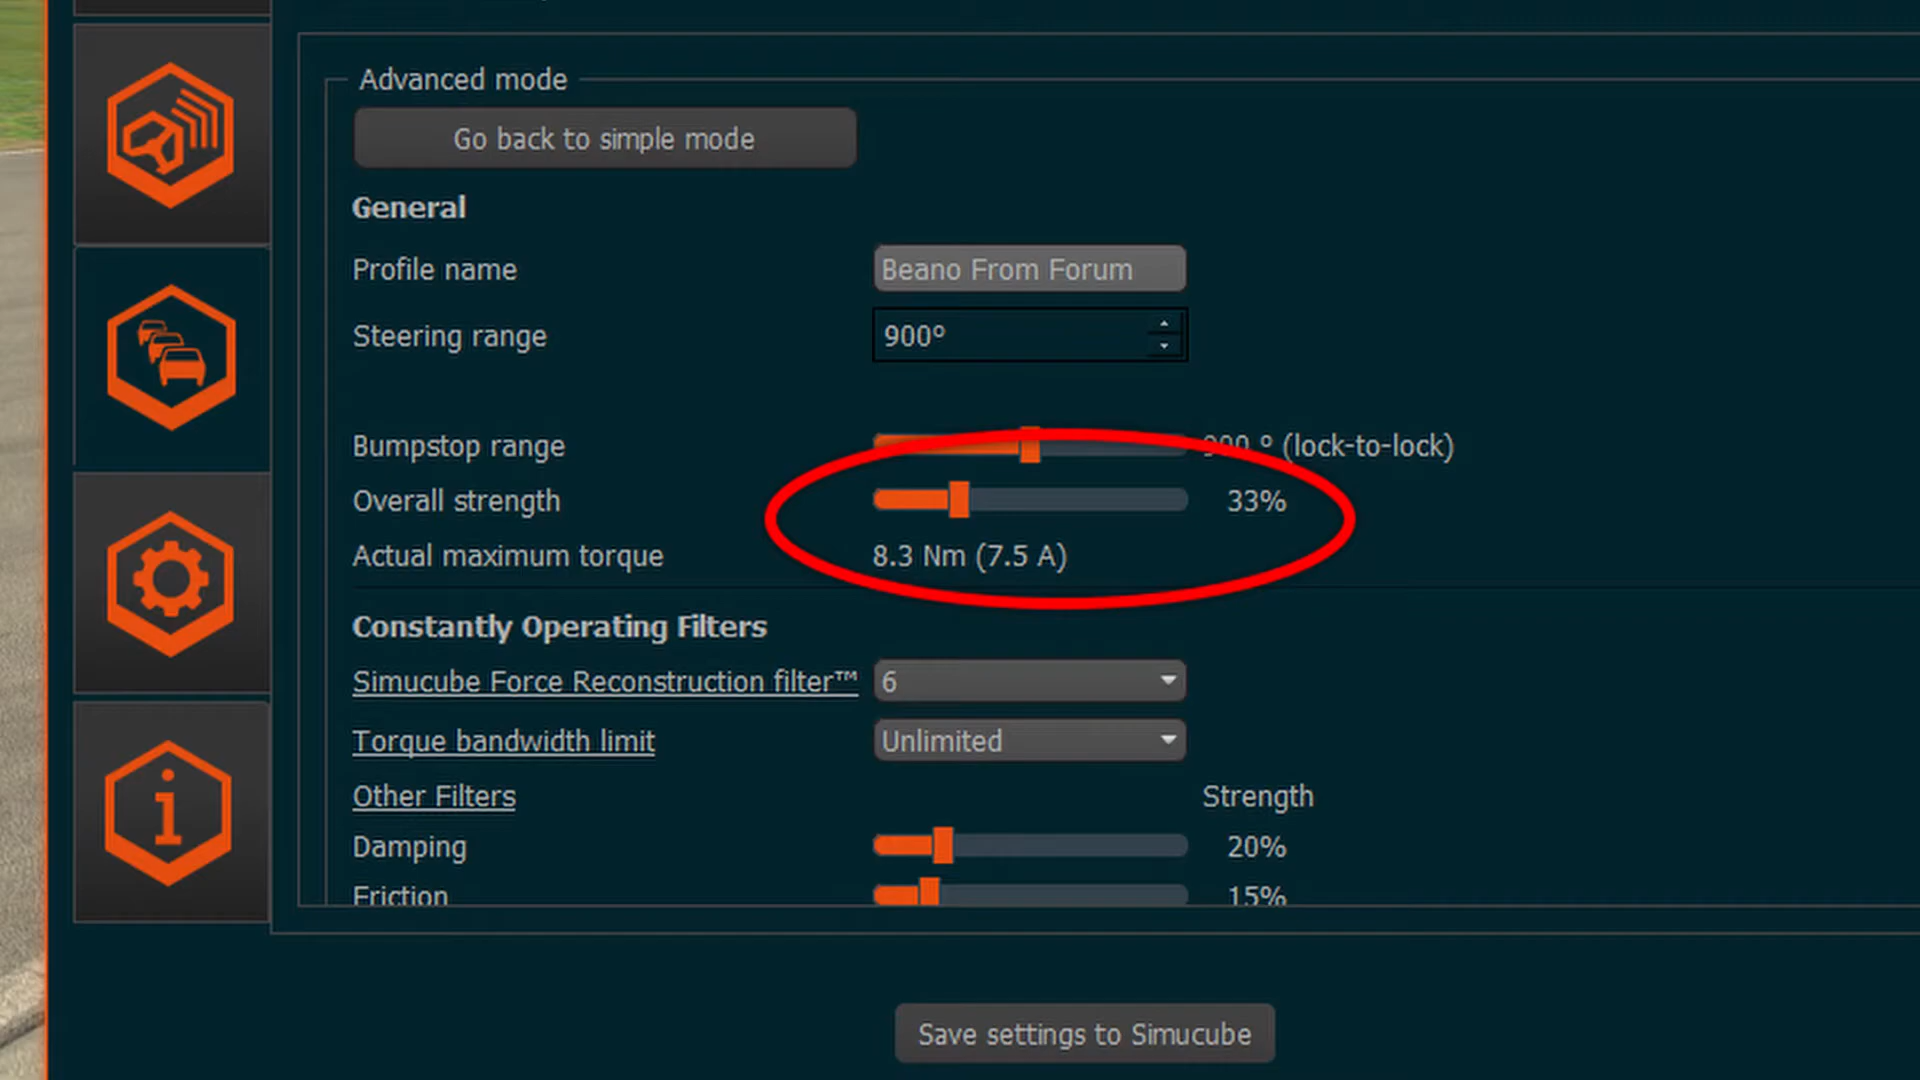 Advanced mode
Go back to simple mode
General
Profile name Beano From Forum
Steering range 900º
Bumpstop range 900 º (lock-to-lock)
Overall strength 33%
Actual maximum torque 8.3 Nm (7.5 A)
Constantly Operating Filters
Simucube Force Reconstruction filter™ 6
Torque bandwidth limit Unlimited
Other Filters Strength
Damping 20%
Friction 15%
Save settings to Simucube